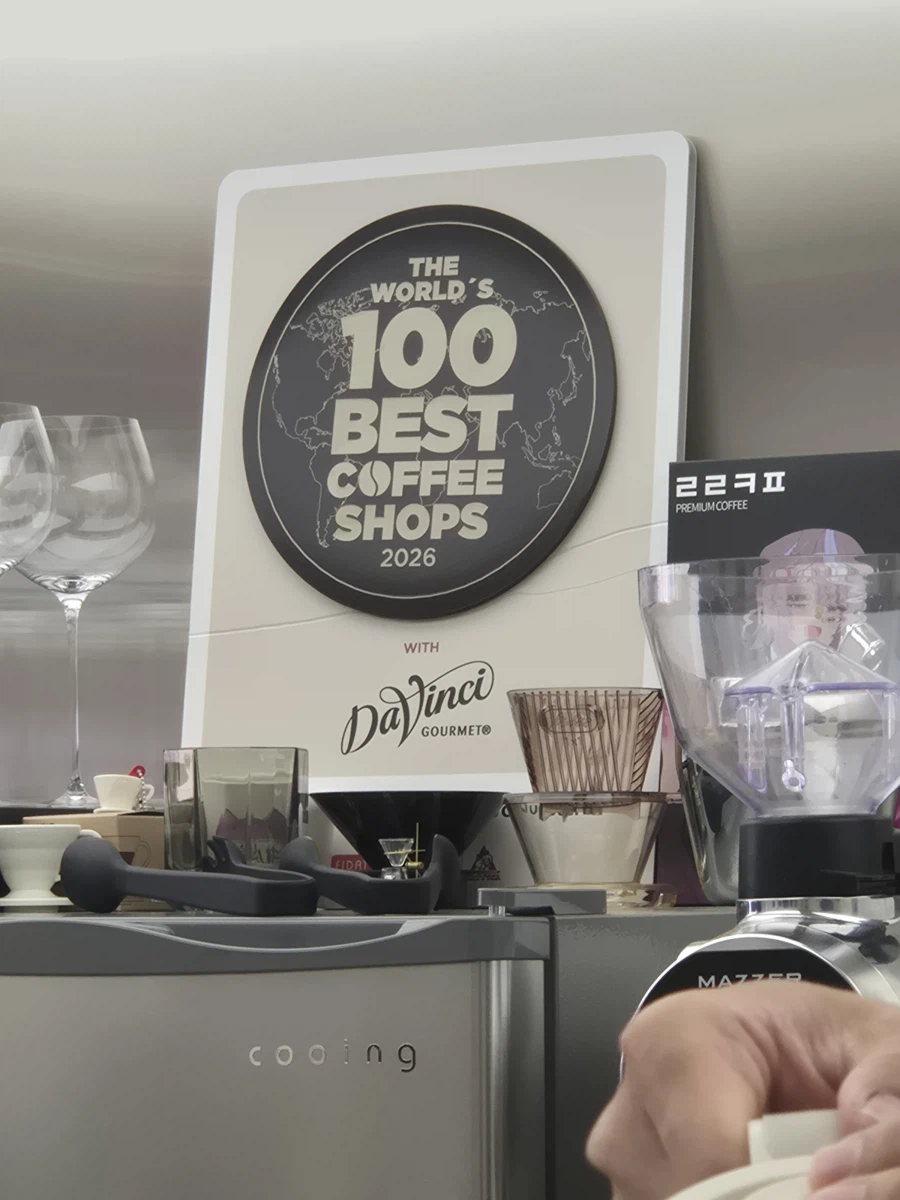 THE
WORLD´S
100
BEST
COFFEE
SHOPS
2026
WITH
DaVinci
GOURMET®
ㄹㄹㅋㅍ
PREMIUM COFFEE
MAZZER
cooing